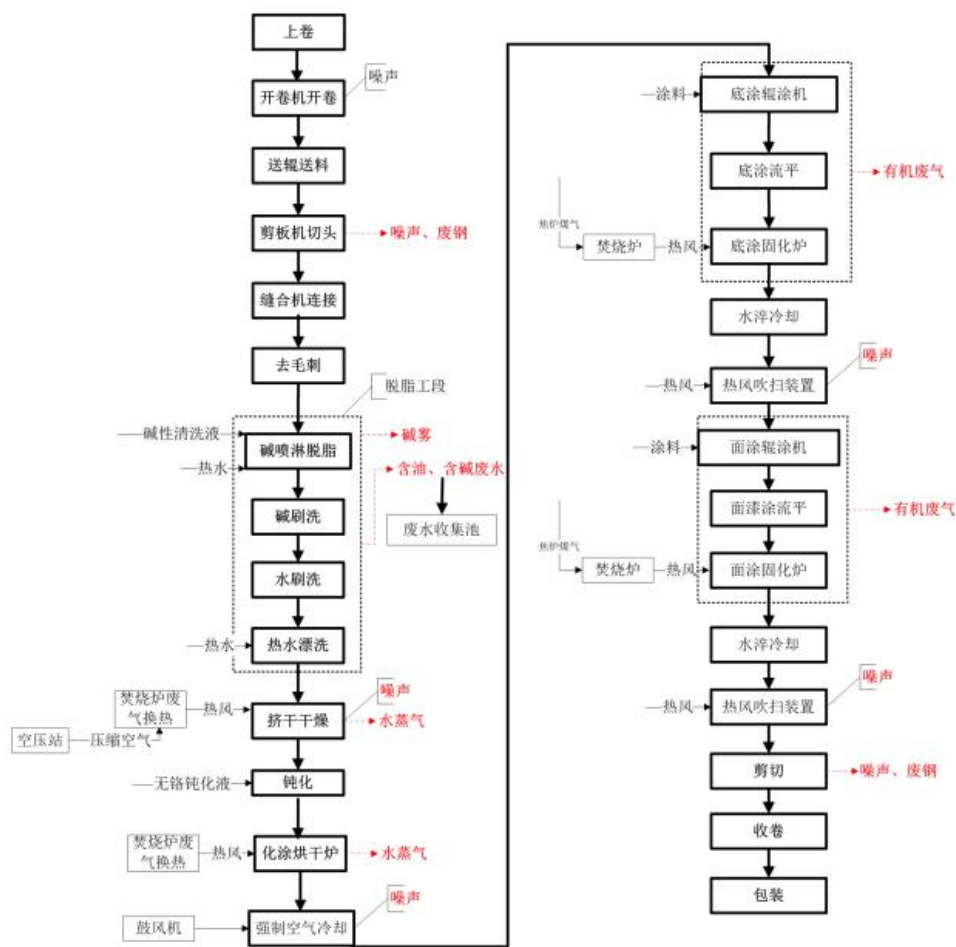 上卷
开卷机开卷
噪声
送辊送料
剪板机切头
噪声、废钢
缝合机连接
去毛刺
脱脂工段
碱性清洗液
碱喷淋脱脂
热水
碱雾
含油、含碱废水
碱刷洗
废水收集池
水刷洗
热水
热水漂洗
焚烧炉废
气换热
热风
挤干干燥
噪声
水蒸气
空压站
压缩空气
无铬钝化液
钝化
焚烧炉废
气换热
热风
化涂烘干炉
水蒸气
噪声
鼓风机
强制空气冷却
涂料
底涂辊涂机
底涂流平
有机废气
焦炉煤气
焚烧炉
热风
底涂固化炉
水淬冷却
噪声
热风
热风吹扫装置
涂料
面涂辊涂机
面漆涂流平
有机废气
焦炉煤气
焚烧炉
热风
面涂固化炉
水淬冷却
噪声
热风
热风吹扫装置
剪切
噪声、废钢
收卷
包装